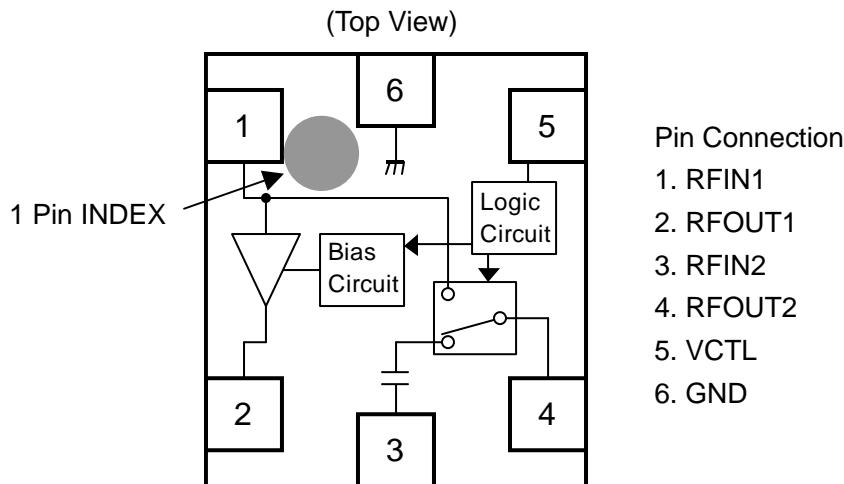 (Top View)
1
6
5
1 Pin INDEX
Logic
Circuit
Bias
Circuit
2
3
4
Pin Connection
1. RFIN1
2. RFOUT1
3. RFIN2
4. RFOUT2
5. VCTL
6. GND